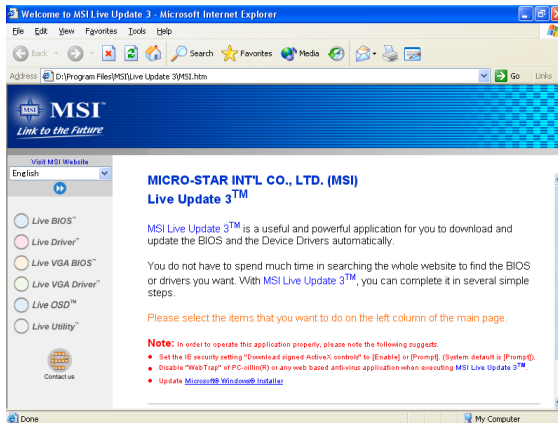 Welcome to MSI Live Update 3 - Microsoft Internet Explorer
File Edit View Favorites Tools Help
Back Search Favorites Media
Address D:\Program Files\MSI\Live Update 3\MSI.htm Go Links
MSI MSI™
Link to the Future
Visit MSI Website
English
Live BIOS™
Live Driver™
Live VGA BIOS™
Live VGA Driver™
Live OSD™
Live Utility™
Contact us
MICRO-STAR INT'L CO., LTD. (MSI)
Live Update 3TM
MSI Live Update 3TM is a useful and powerful application for you to download and
update the BIOS and the Device Drivers automatically.
You do not have to spend much time in searching the whole website to find the BIOS
or drivers you want. With MSI Live Update 3TM, you can complete it in several simple
steps.
Please select the items that you want to do on the left column of the main page.
Note: In order to operate this application properly, please note the following suggests.
Set the IE security setting "Download signed ActiveX controls" to [Enable] or [Prompt]. (System default is [Prompt]).
Disable "WebTrap" of PC-cillin(R) or any web based anti-virus application when executing MSI Live Update 3TM.
Update Microsoft® Windows® Installer
Done My Computer